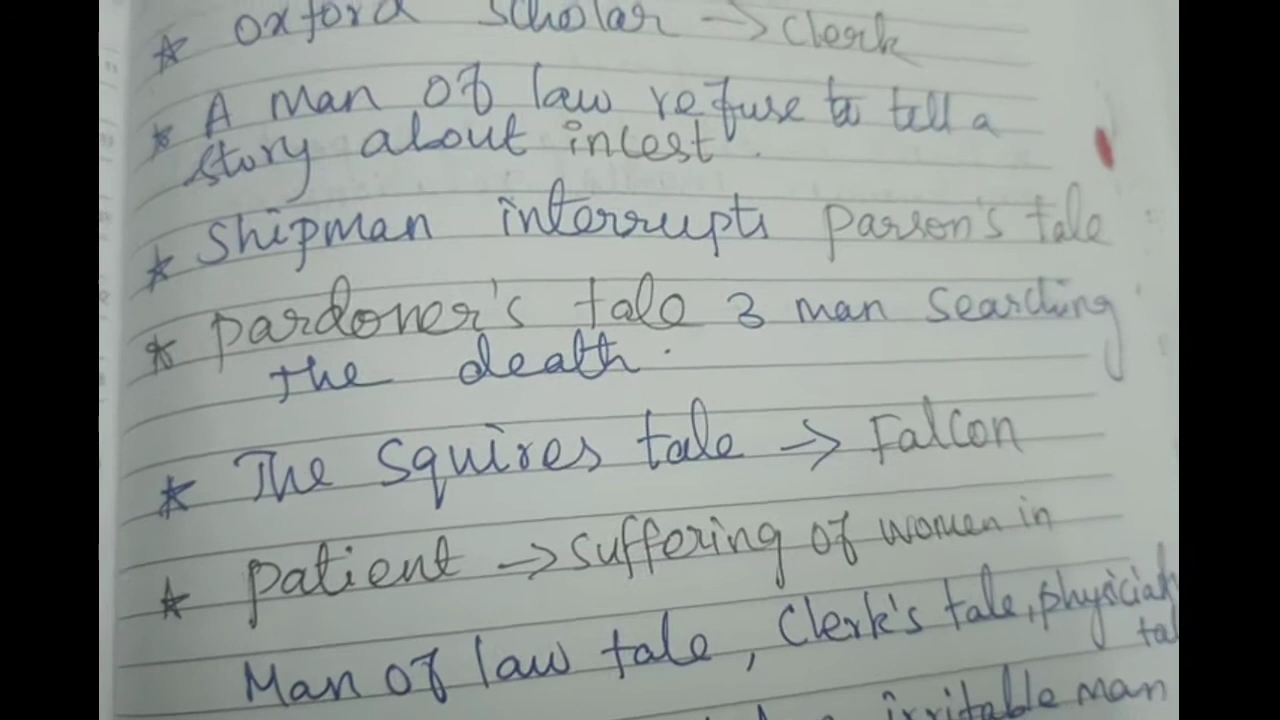 * Oxford Scholar → Clerk
* A Man of law refuse to tell a
story about incest.
* Shipman interrupts Parson's tale
* Pardoner's tale 3 man searching
the death.
* The Squires tale → Falcon
* Patient → suffering of women in
Man of law tale, Clerk's tale, physician
tal
irritable man